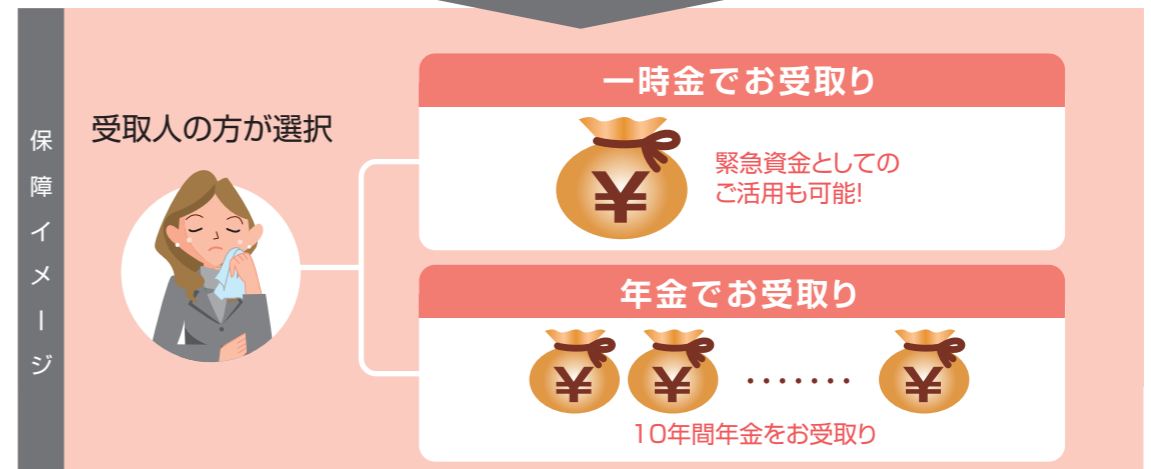 保障イメージ
受取人の方が選択
一時金でお受取り
¥
緊急資金としての
ご活用も可能!
年金でお受取り
¥ ¥ ······· ¥
10年間年金をお受取り